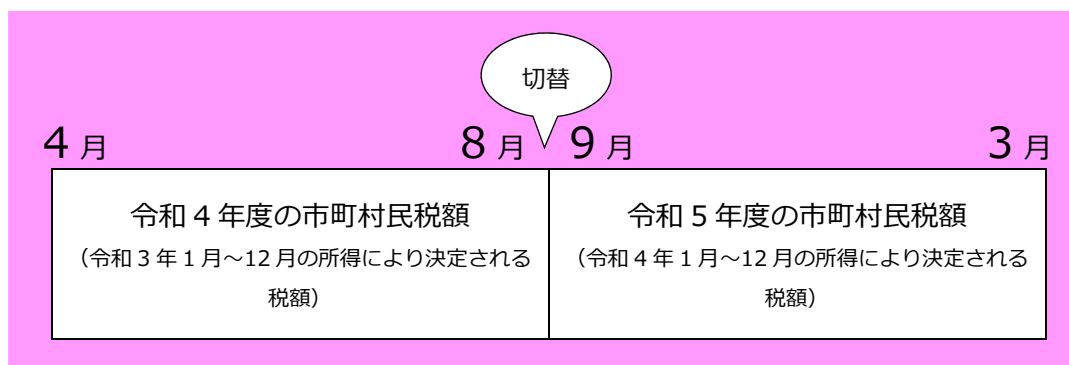 切替
4月 8月 9月 3月
令和4年度の市町村民税額
（令和3年1月～12月の所得により決定される
税額）
令和5年度の市町村民税額
（令和4年1月～12月の所得により決定される
税額）